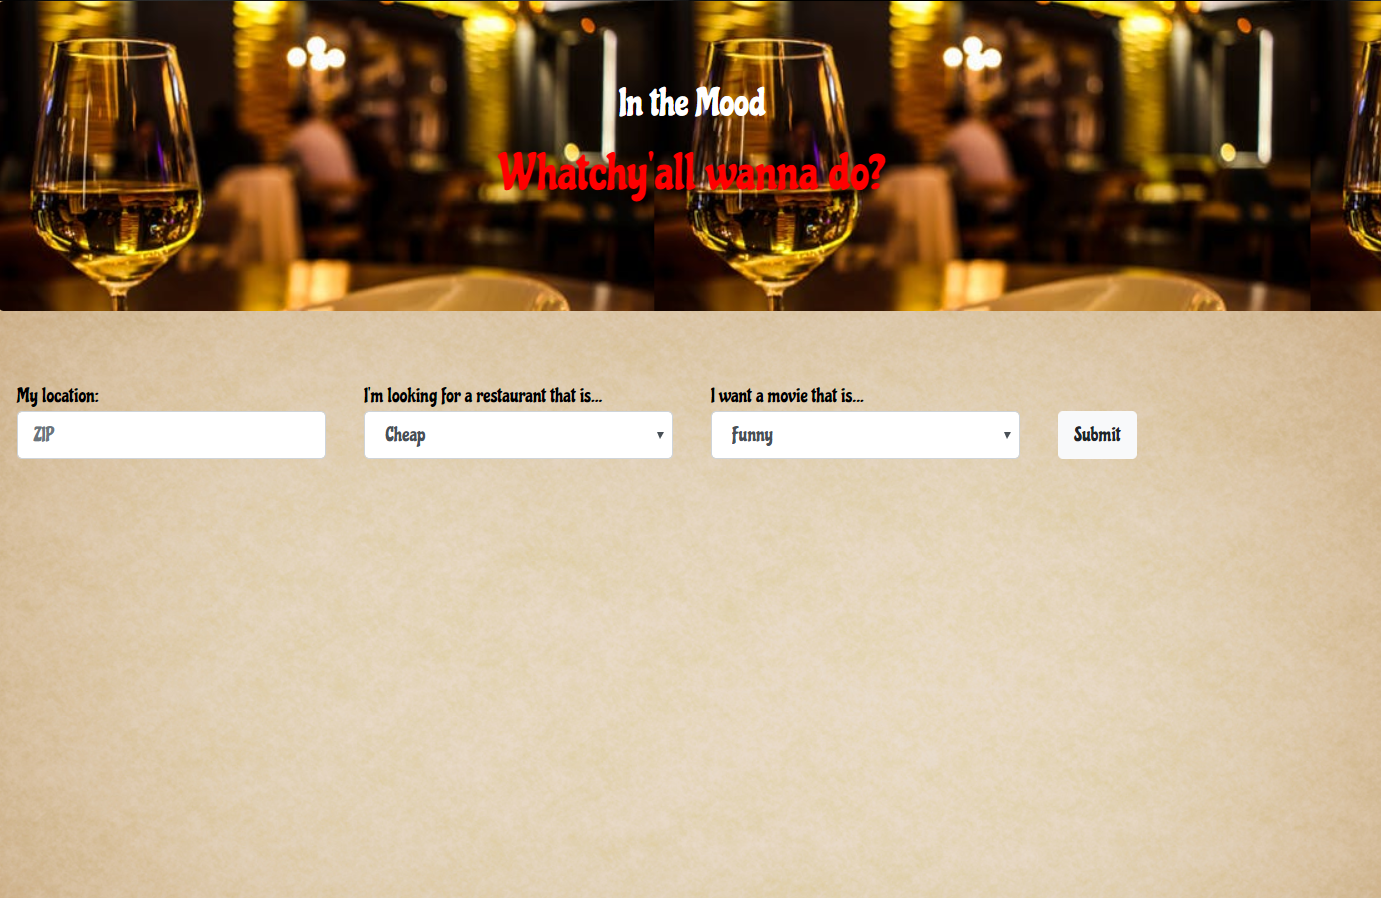 In the Mood
Whatchy'all wanna do?
My location:
I'm looking for a restaurant that is...
I want a movie that is...
ZIP
Cheap
Funny
Submit